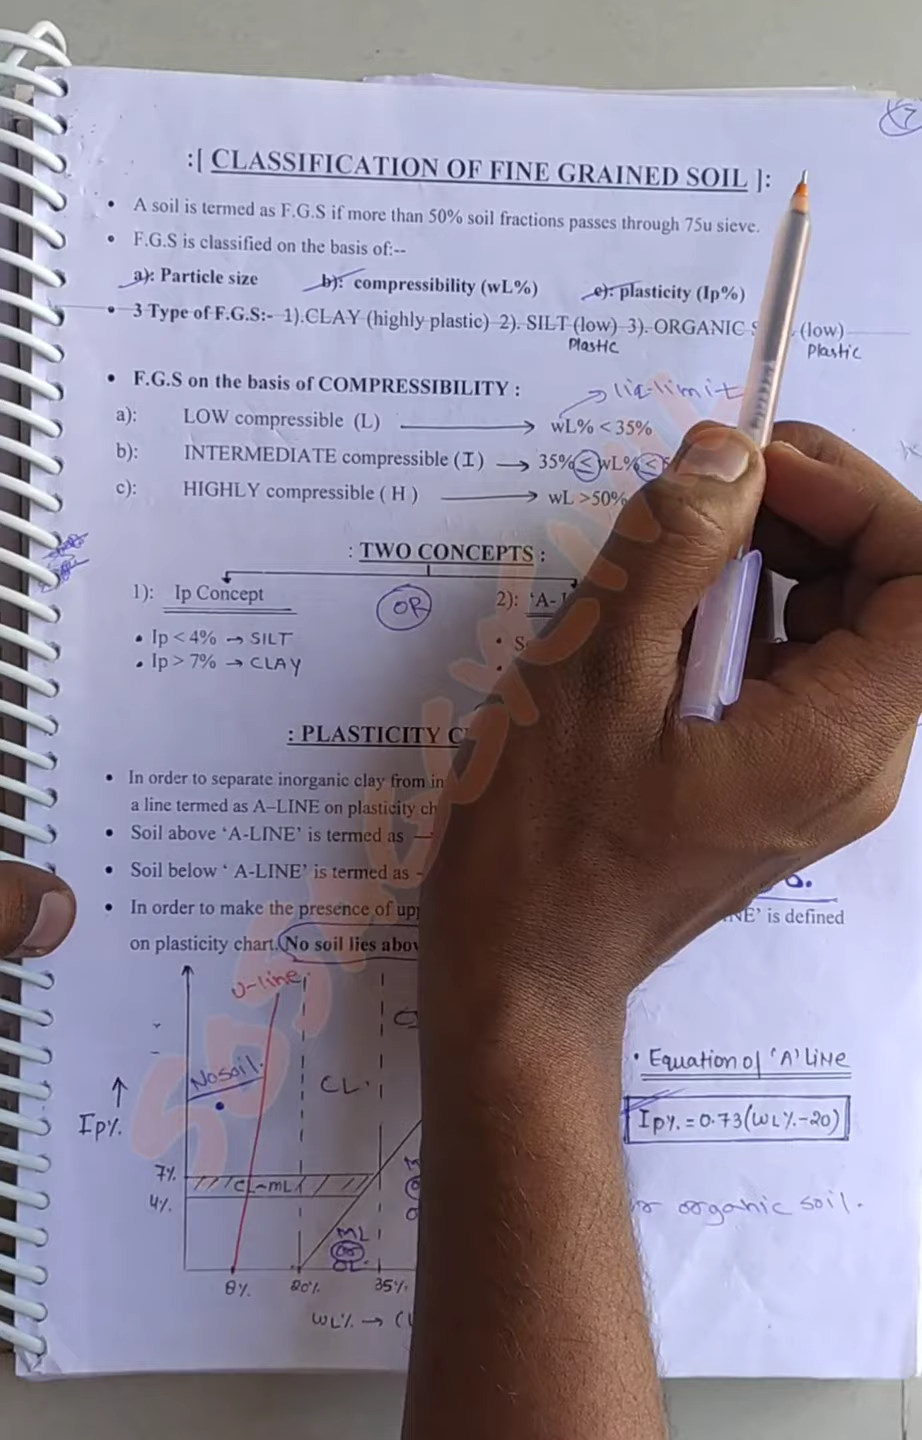 :[ CLASSIFICATION OF FINE GRAINED SOIL ]:
• A soil is termed as F.G.S if more than 50% soil fractions passes through 75u sieve.
• F.G.S is classified on the basis of:--
a): Particle size b): compressibility (wL%) c): plasticity (Ip%)
• 3 Type of F.G.S:- 1).CLAY (highly plastic) 2). SILT (low) 3). ORGANIC (low)
Plastic Plastic
• F.G.S on the basis of COMPRESSIBILITY :
liq-limit
a): LOW compressible (L) → wL% < 35%
b): INTERMEDIATE compressible (I) → 35% ≤ wL% ≤
c): HIGHLY compressible ( H ) → wL >50%
: TWO CONCEPTS :
1): Ip Concept OR 2): 'A-
• Ip < 4% → SILT
• Ip > 7% → CLAY
: PLASTICITY
• In order to separate inorganic clay from
a line termed as A–LINE on plasticity
• Soil above 'A-LINE' is termed as
• Soil below ' A-LINE' is termed as
• In order to make the presence of is defined
on plasticity chart. No soil lies
U-line
No soil.
CL.
Ip%
• Equation of 'A' LINE
Ip% = 0.73(WL%-20)
7%
CL-ML
4%
organic soil.
ML
or
OL
8% 20% 35%
WL% →